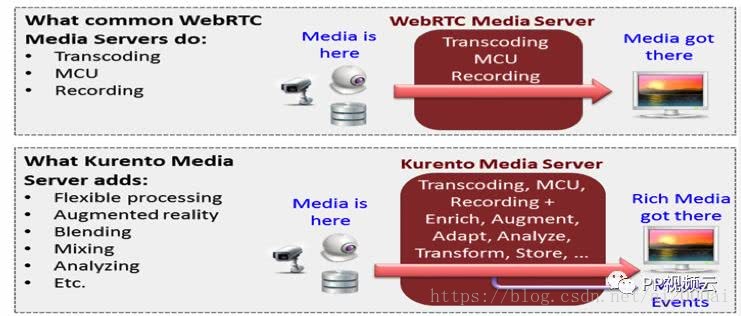 What common WebRTC
Media Servers do:
• Transcoding
• MCU
• Recording
Media is
here
WebRTC Media Server
Transcoding
MCU
Recording
Media got
there
What Kurento Media
Server adds:
• Flexible processing
• Augmented reality
• Blending
• Mixing
• Analyzing
• Etc.
Media is
here
Kurento Media Server
Transcoding, MCU,
Recording +
Enrich, Augment,
Adapt, Analyze,
Transform, Store, ...
Rich Media
got there
PR视频云
Events